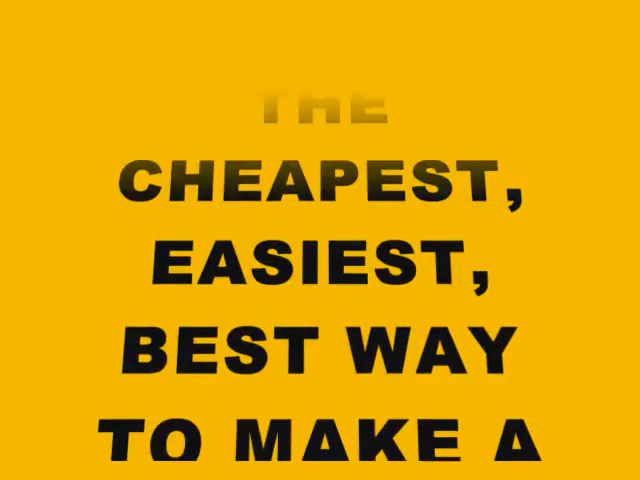 THE
CHEAPEST,
EASIEST,
BEST WAY
TO MAKE A